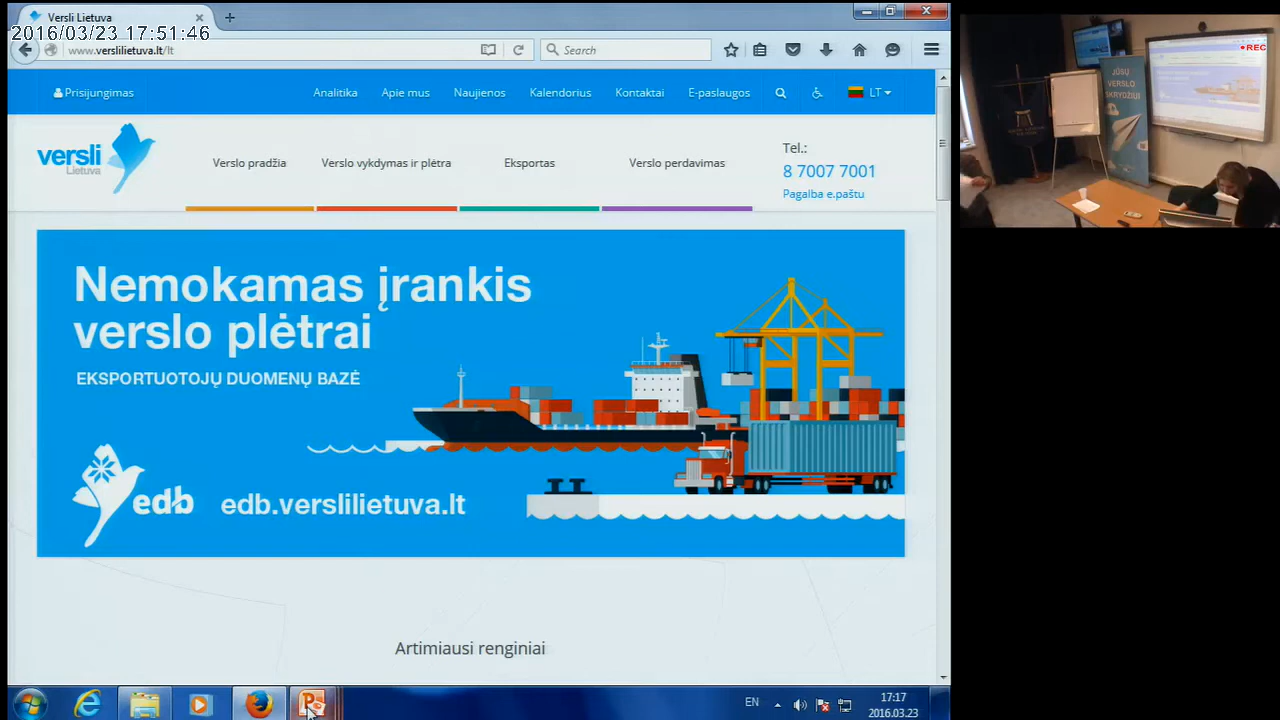 Versli Lietuva
2016/03/23 17:51:46
www.verslilietuva.lt/lt
Search
Prisijungimas
Analitika
Apie mus
Naujienos
Kalendorius
Kontaktai
E-paslaugos
LT
versli
Lietuva
Verslo pradžia
Verslo vykdymas ir plėtra
Eksportas
Verslo perdavimas
Tel.:
8 7007 7001
Pagalba e.paštu
Nemokamas įrankis
verslo plėtrai
EKSPORTUOTOJŲ DUOMENŲ BAZĖ
edb
edb.verslilietuva.lt
Artimiausi renginiai
EN
17:17
2016.03.23
REC
JŪSŲ
VERSLO
SKRYDŽIUI